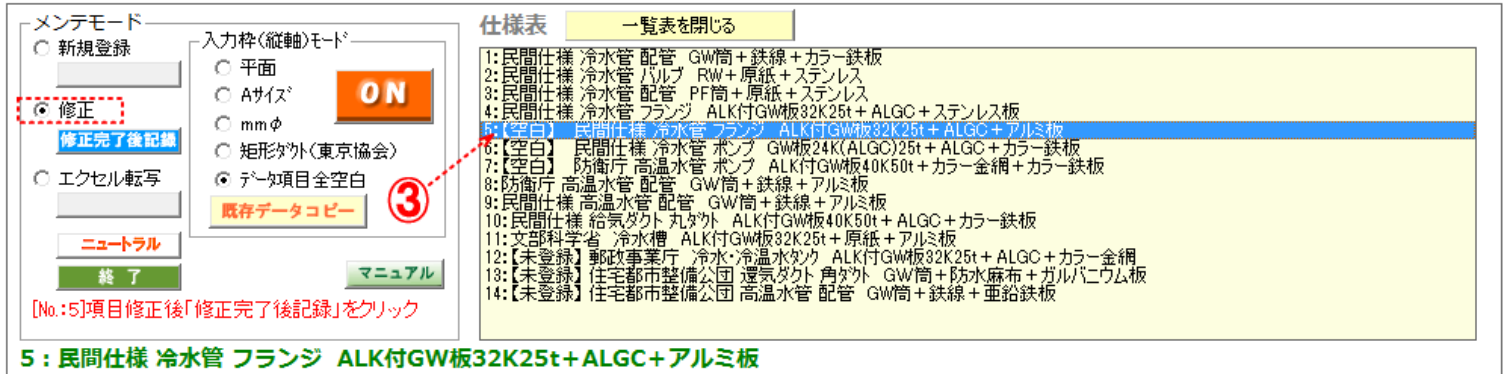 メンテモード
新規登録
修正
修正完了後記録
エクセル転写
ニュートラル
終 了
入力枠(縦軸)モード
平面
Aサイズ
mmφ
矩形ダクト(東京協会)
データ項目全空白
ON
既存データコピー
マニュアル
③
[No.:5]項目修正後「修正完了後記録」をクリック
仕様表
一覧表を閉じる
1:民間仕様 冷水管 配管 GW筒+鉄線+カラー鉄板
2:民間仕様 冷水管 バルブ RW+原紙+ステンレス
3:民間仕様 冷水管 配管 PF筒+原紙+ステンレス
4:民間仕様 冷水管 フランジ ALK付GW板32K25t+ALGC+ステンレス板
5:【空白】 民間仕様 冷水管 フランジ ALK付GW板32K25t+ALGC+アルミ板
6:【空白】 民間仕様 冷水管 ポンプ GW板24K(ALGC)25t+ALGC+カラー鉄板
7:【空白】 防衛庁 高温水管 ポンプ ALK付GW板40K50t+カラー金網+カラー鉄板
8:防衛庁 高温水管 配管 GW筒+鉄線+アルミ板
9:民間仕様 高温水管 配管 GW筒+鉄線+アルミ板
10:民間仕様 給気ダクト 丸ダクト ALK付GW板40K50t+ALGC+カラー鉄板
11:文部科学省 冷水槽 ALK付GW板32K25t+原紙+アルミ板
12:【未登録】郵政事業庁 冷水・冷温水タンク ALK付GW板32K25t+ALGC+カラー金網
13:【未登録】住宅都市整備公団 還気ダクト 角ダクト GW筒+防水麻布+ガルバニウム板
14:【未登録】住宅都市整備公団 高温水管 配管 GW筒+鉄線+亜鉛鉄板
5:民間仕様 冷水管 フランジ ALK付GW板32K25t+ALGC+アルミ板